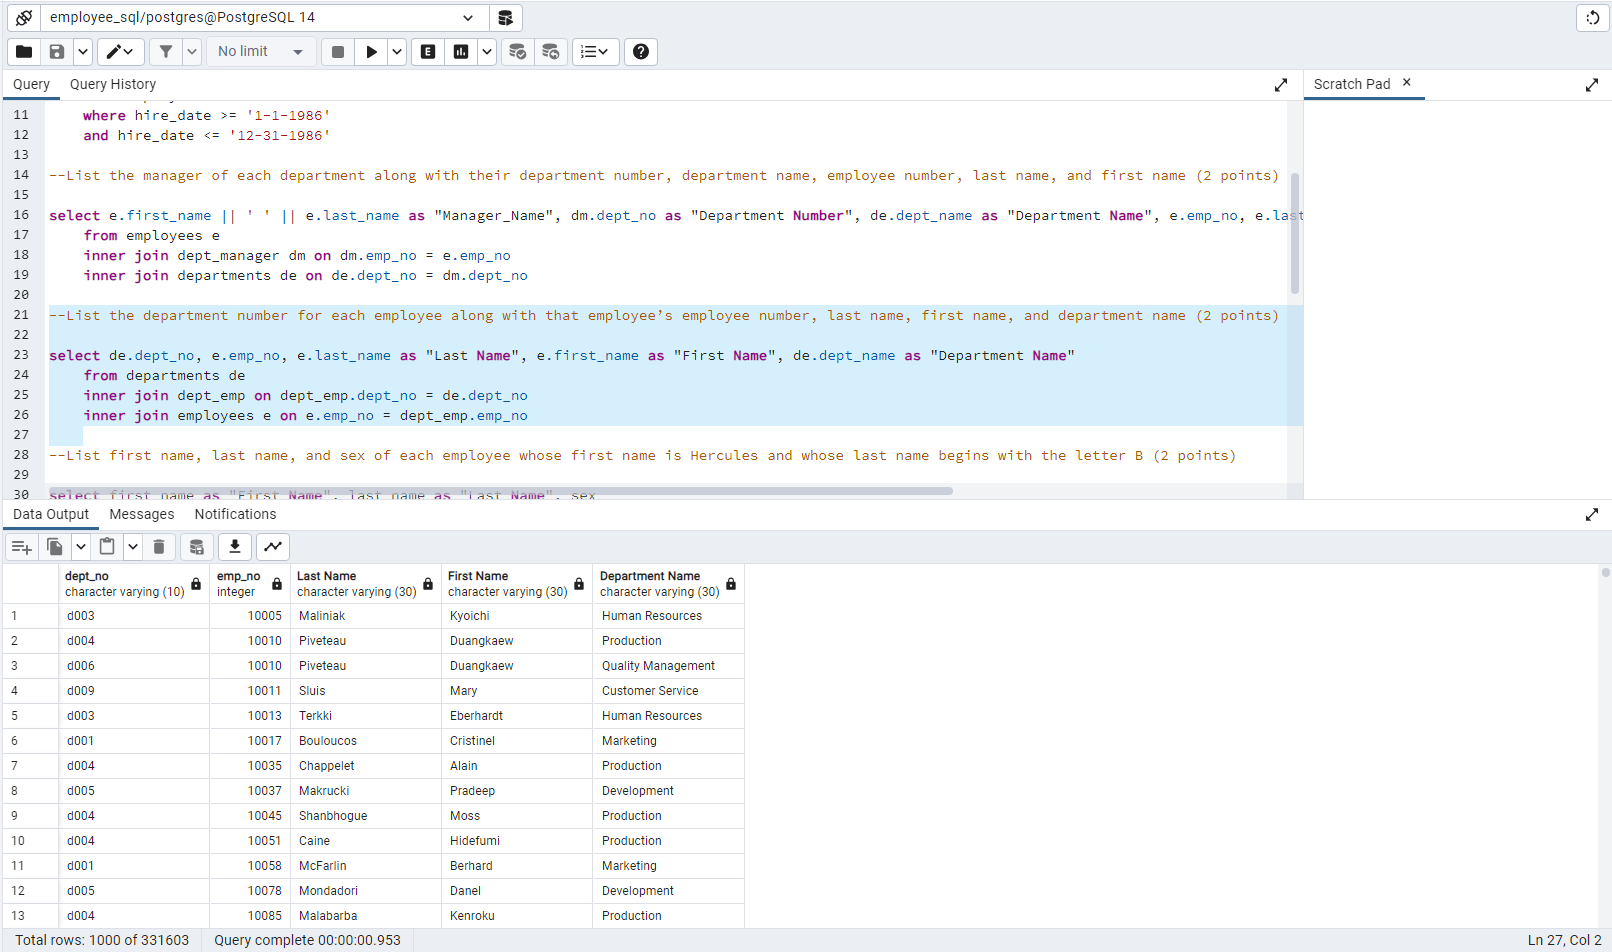 employee_sql/postgres@PostgreSQL 14
No limit
Query Query History
Scratch Pad ×
11 where hire_date >= '1-1-1986'
12 and hire_date <= '12-31-1986'
13
14 --List the manager of each department along with their department number, department name, employee number, last name, and first name (2 points)
15
16 select e.first_name || ' ' || e.last_name as "Manager_Name", dm.dept_no as "Department Number", de.dept_name as "Department Name", e.emp_no, e.last
17 from employees e
18 inner join dept_manager dm on dm.emp_no = e.emp_no
19 inner join departments de on de.dept_no = dm.dept_no
20
21 --List the department number for each employee along with that employee’s employee number, last name, first name, and department name (2 points)
22
23 select de.dept_no, e.emp_no, e.last_name as "Last Name", e.first_name as "First Name", de.dept_name as "Department Name"
24 from departments de
25 inner join dept_emp on dept_emp.dept_no = de.dept_no
26 inner join employees e on e.emp_no = dept_emp.emp_no
27
28 --List first name, last name, and sex of each employee whose first name is Hercules and whose last name begins with the letter B (2 points)
29
30 select first_name as "First Name", last_name as "Last Name", sex
Data Output Messages Notifications
dept_no emp_no Last Name First Name Department Name
character varying (10) integer character varying (30) character varying (30) character varying (30)
1 d003 10005 Maliniak Kyoichi Human Resources
2 d004 10010 Piveteau Duangkaew Production
3 d006 10010 Piveteau Duangkaew Quality Management
4 d009 10011 Sluis Mary Customer Service
5 d003 10013 Terkki Eberhardt Human Resources
6 d001 10017 Bouloucos Cristinel Marketing
7 d004 10035 Chappelet Alain Production
8 d005 10037 Makrucki Pradeep Development
9 d004 10045 Shanbhogue Moss Production
10 d004 10051 Caine Hidefumi Production
11 d001 10058 McFarlin Berhard Marketing
12 d005 10078 Mondadori Danel Development
13 d004 10085 Malabarba Kenroku Production
Total rows: 1000 of 331603 Query complete 00:00:00.953 Ln 27, Col 2